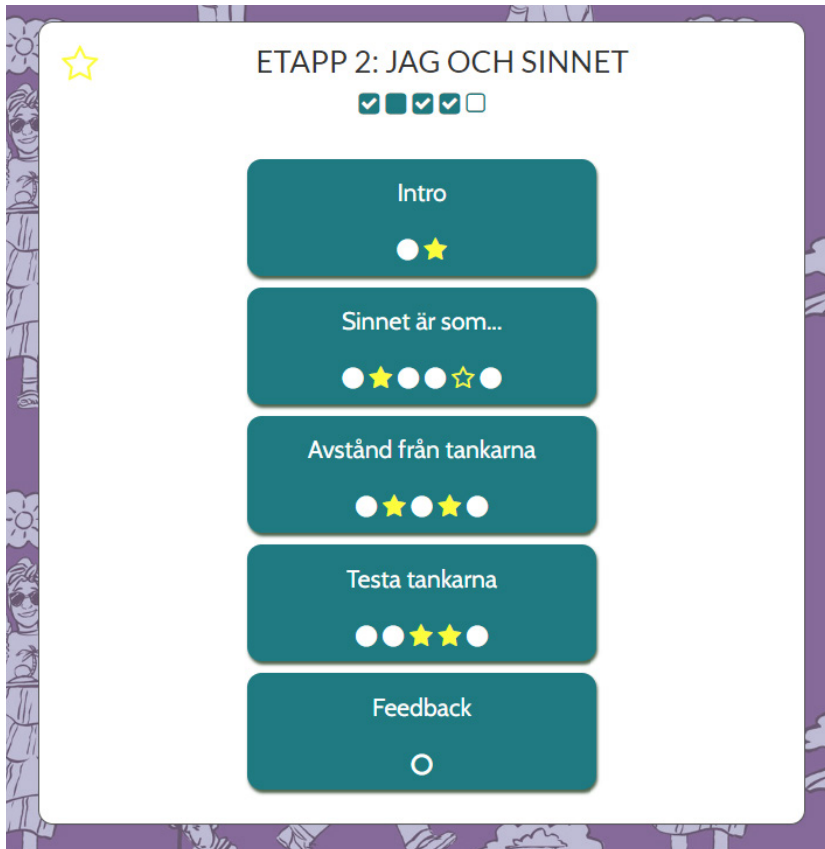 ETAPP 2: JAG OCH SINNET
Intro
Sinnet är som...
Avstånd från tankarna
Testa tankarna
Feedback